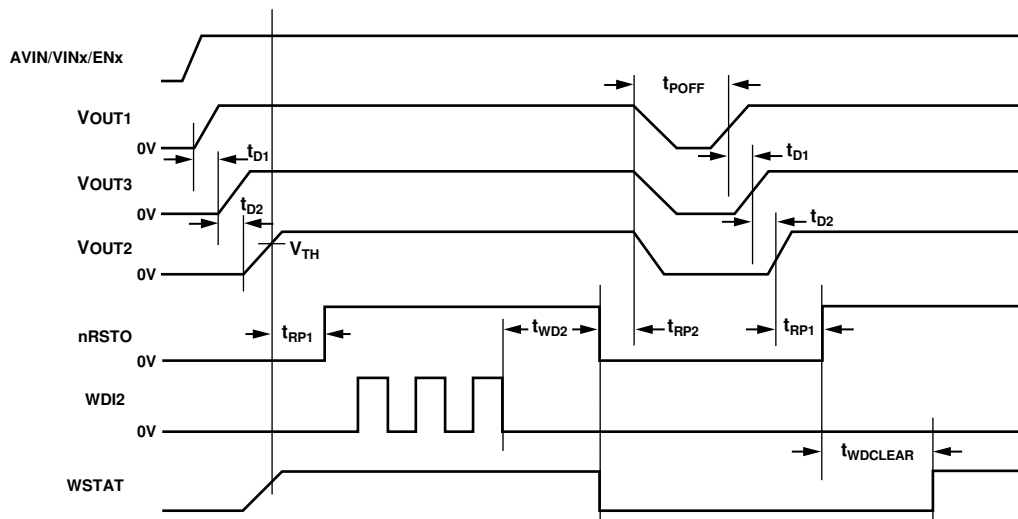 AVIN/VINx/ENx
tPOFF
VOUT1
0V
tD1
tD1
VOUT3
0V
tD2
tD2
VOUT2
VTH
0V
nRSTO
tRP1
tWD2
tRP2
tRP1
0V
WDI2
0V
tWDCLEAR
WSTAT